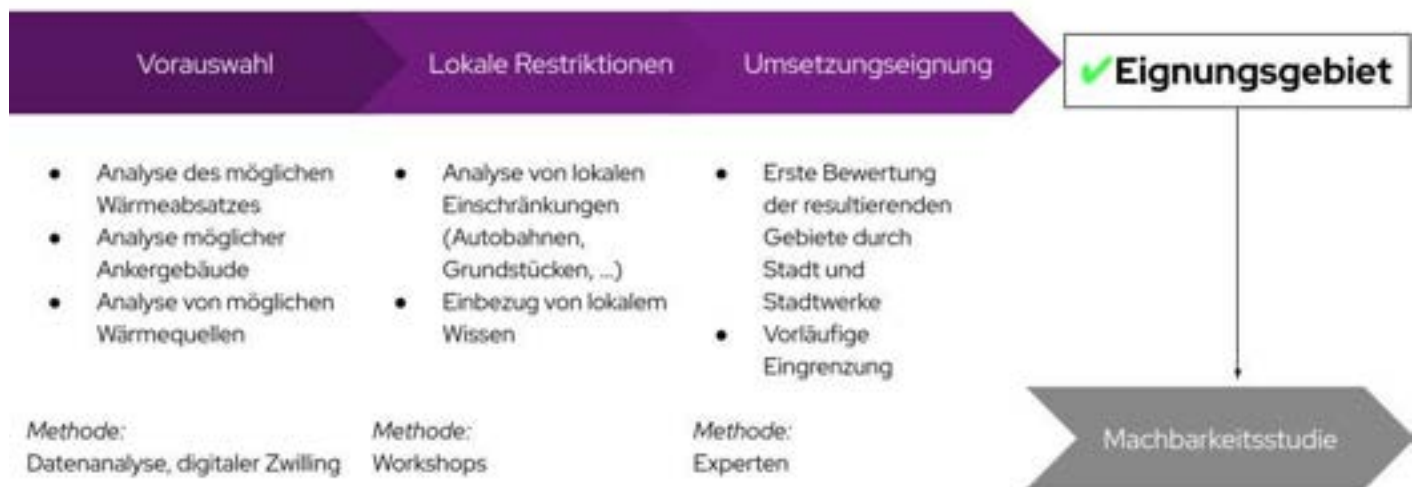 Vorauswahl
Lokale Restriktionen
Umsetzungseignung
✔Eignungsgebiet
● Analyse des möglichen
Wärmeabsatzes
● Analyse möglicher
Ankergebäude
● Analyse von möglichen
Wärmequellen
● Analyse von lokalen
Einschränkungen
(Autobahnen,
Grundstücken, ...)
● Einbezug von lokalem
Wissen
● Erste Bewertung
der resultierenden
Gebiete durch
Stadt und
Stadtwerke
● Vorläufige
Eingrenzung
Methode:
Datenanalyse, digitaler Zwilling
Methode:
Workshops
Methode:
Experten
Machbarkeitsstudie